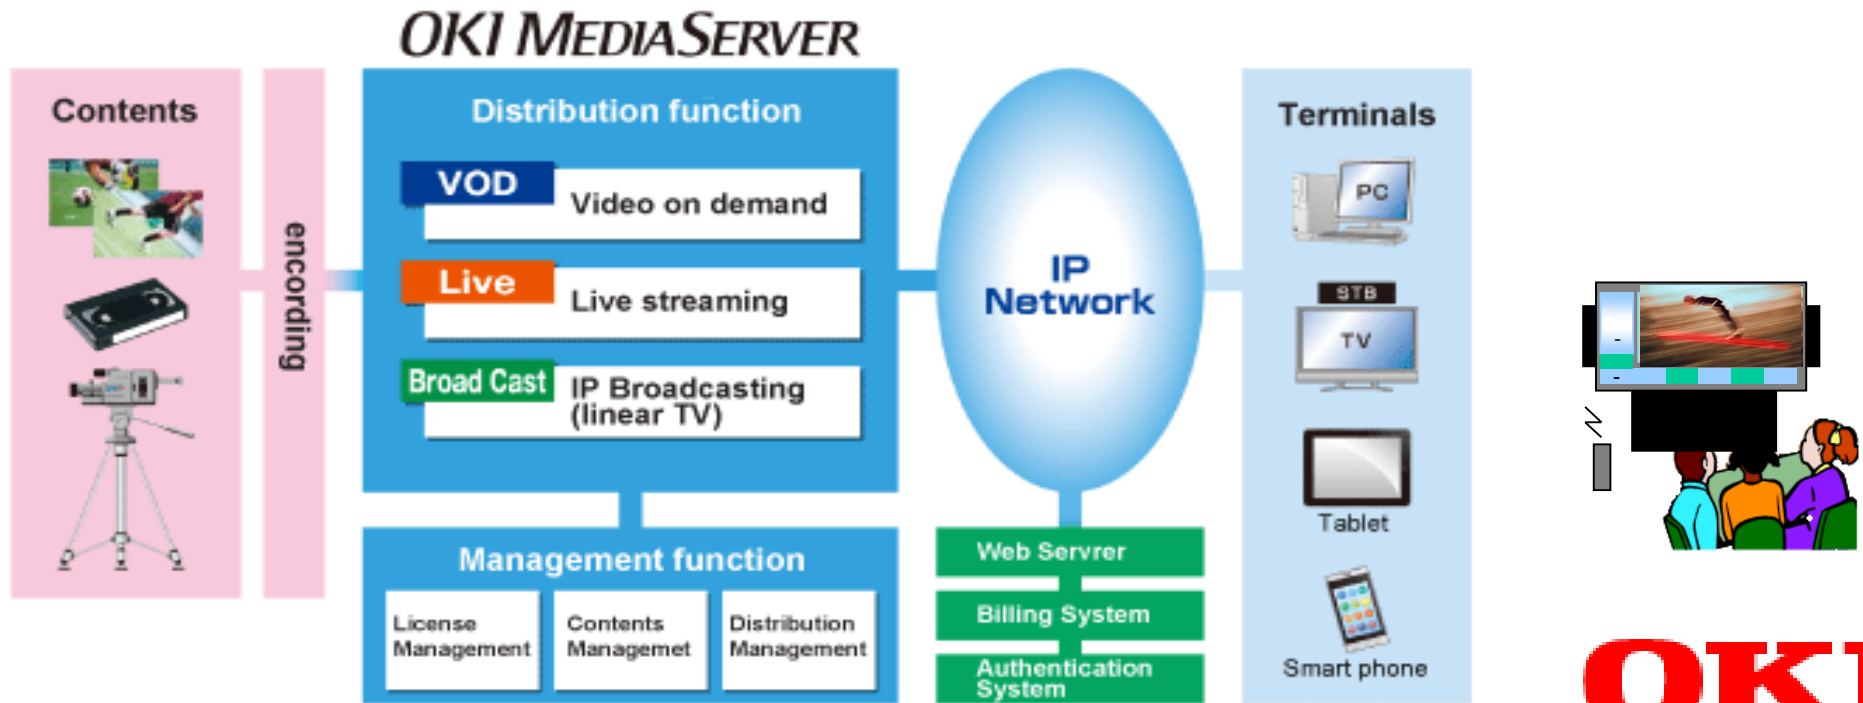 OKI MEDIASERVER
Contents
encording
Distribution function
VOD
Video on demand
Live
Live streaming
Broad Cast
IP Broadcasting
(linear TV)
Management function
License
Management
Contents
Managemet
Distribution
Management
IP
Network
Web Servrer
Billing System
Authentication
System
Terminals
PC
STB
TV
Tablet
Smart phone
-
-
OKI